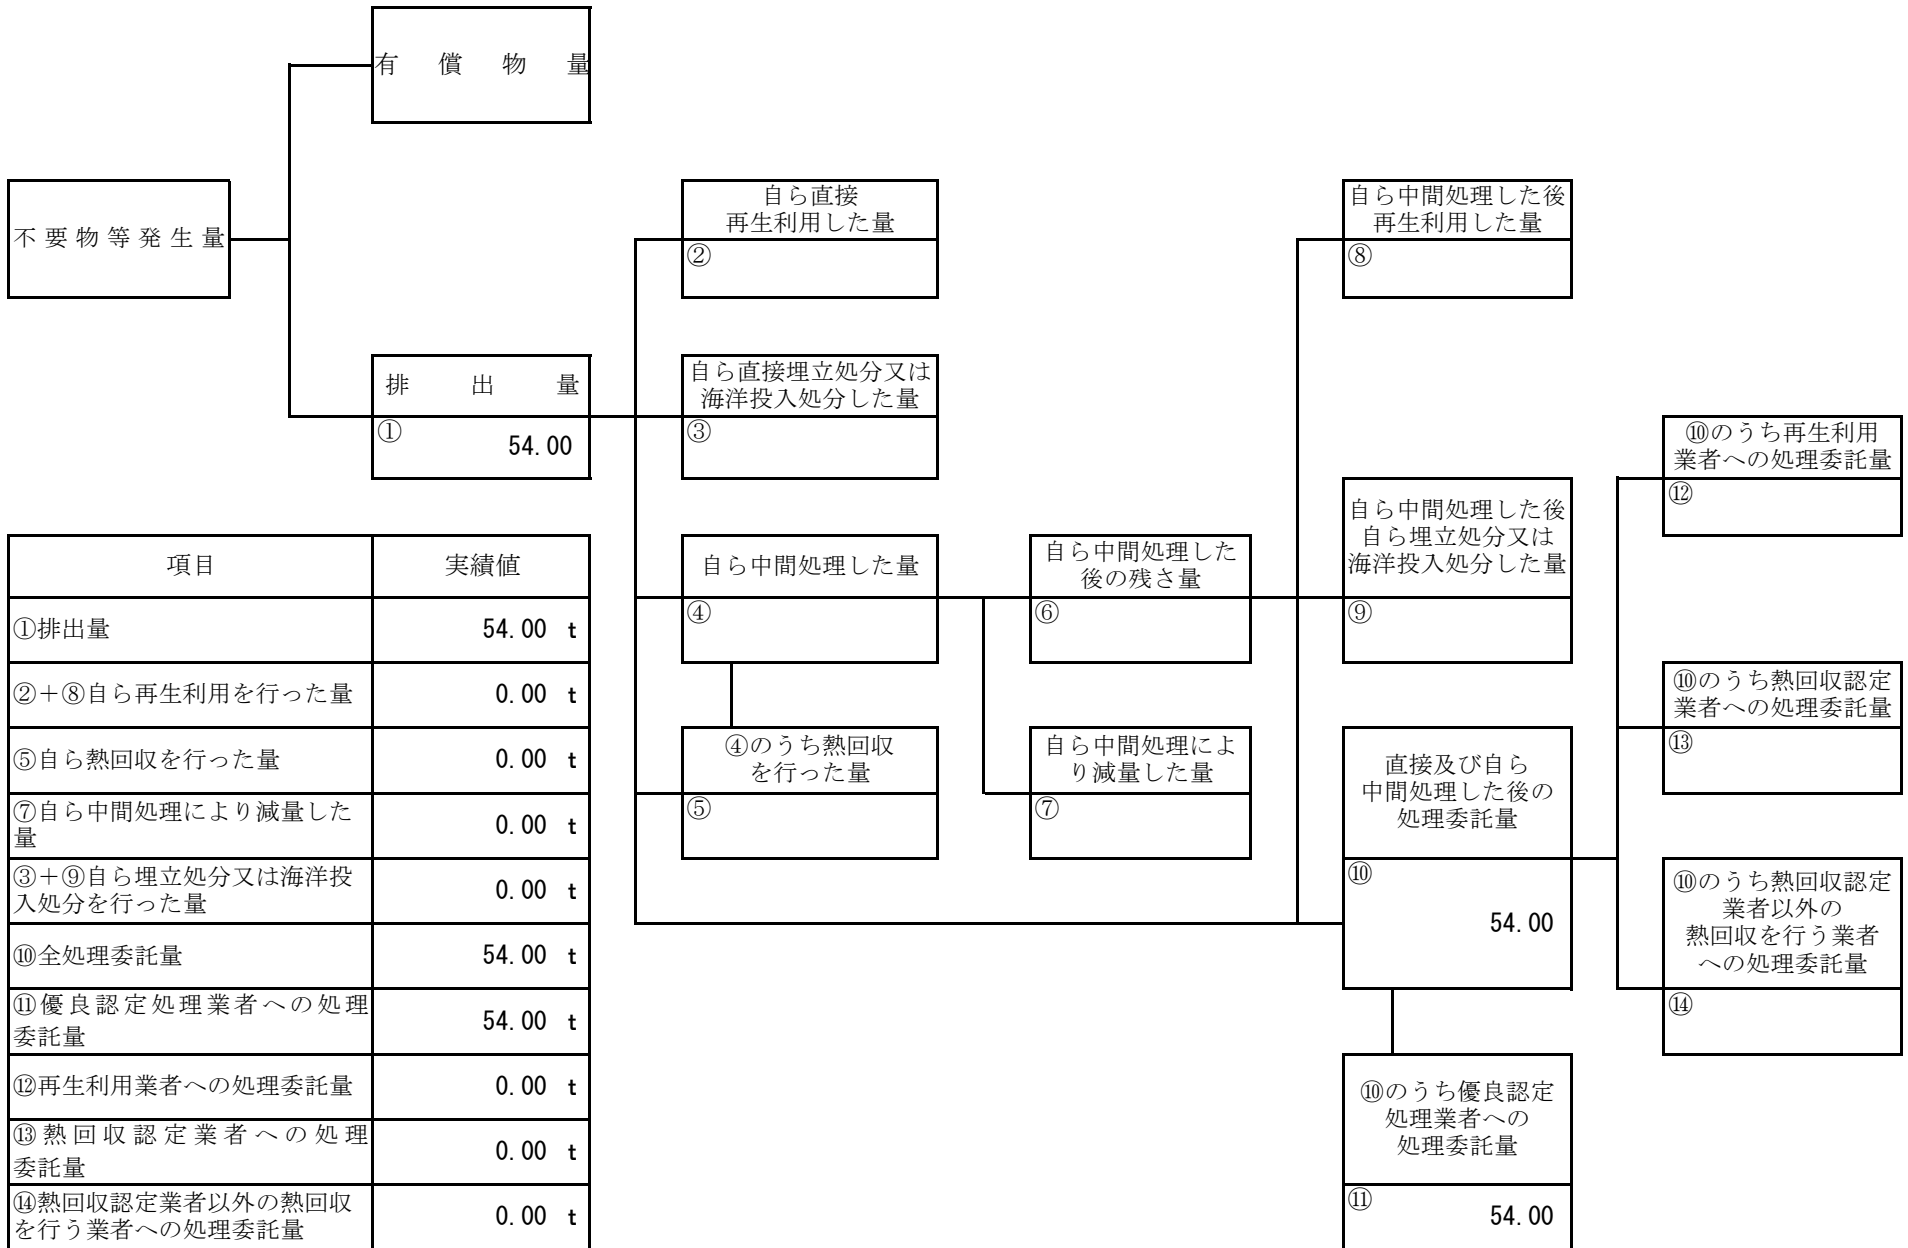 有償物量
不要物等発生量
排出量
①
54.00
自ら直接
再生利用した量
②
自ら直接埋立処分又は
海洋投入処分した量
③
自ら中間処理した量
④
④のうち熱回収
を行った量
⑤
自ら中間処理した
後の残さ量
⑥
自ら中間処理によ
り減量した量
⑦
自ら中間処理した後
再生利用した量
⑧
自ら中間処理した後
自ら埋立処分又は
海洋投入処分した量
⑨
直接及び自ら
中間処理した後の
処理委託量
⑩
54.00
⑩のうち優良認定
処理業者への
処理委託量
⑪
54.00
⑩のうち再生利用
業者への処理委託量
⑫
⑩のうち熱回収認定
業者への処理委託量
⑬
⑩のうち熱回収認定
業者以外の
熱回収を行う業者
への処理委託量
⑭
項目 実績値
①排出量 54.00 t
②+⑧自ら再生利用を行った量 0.00 t
⑤自ら熱回収を行った量 0.00 t
⑦自ら中間処理により減量した
量 0.00 t
③+⑨自ら埋立処分又は海洋投
入処分を行った量 0.00 t
⑩全処理委託量 54.00 t
⑪優良認定処理業者への処理
委託量 54.00 t
⑫再生利用業者への処理委託量 0.00 t
⑬熱回収認定業者への処理
委託量 0.00 t
⑭熱回収認定業者以外の熱回収
を行う業者への処理委託量 0.00 t